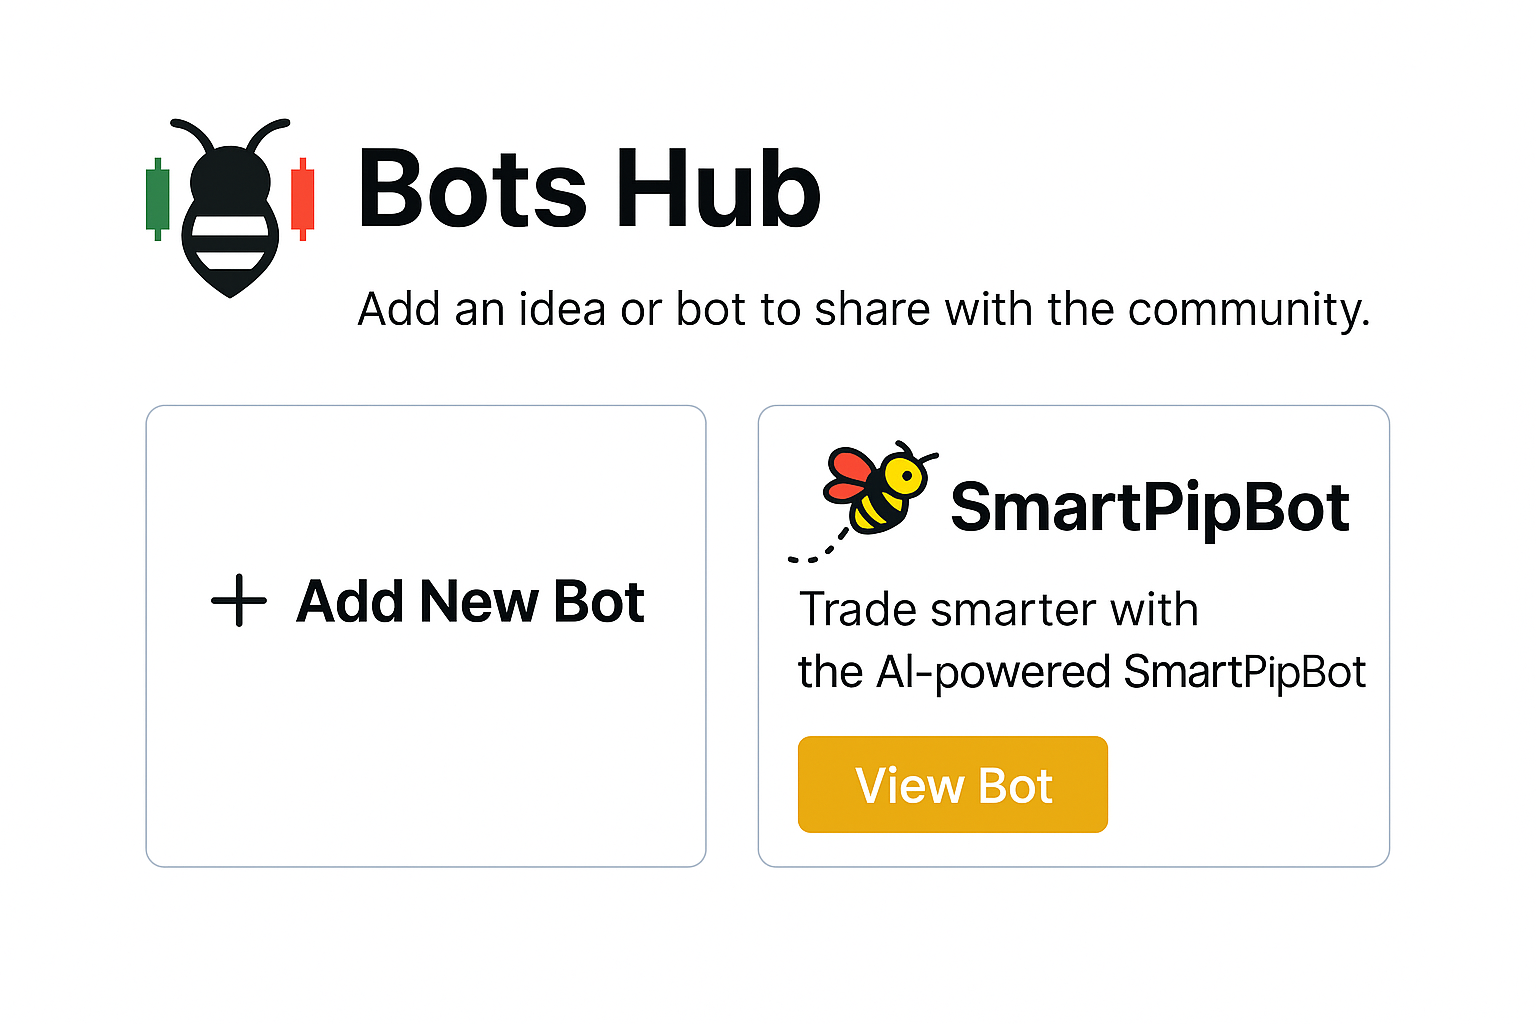 Bots Hub
Add an idea or bot to share with the community.
+ Add New Bot
SmartPipBot
Trade smarter with
the AI-powered SmartPipBot
View Bot